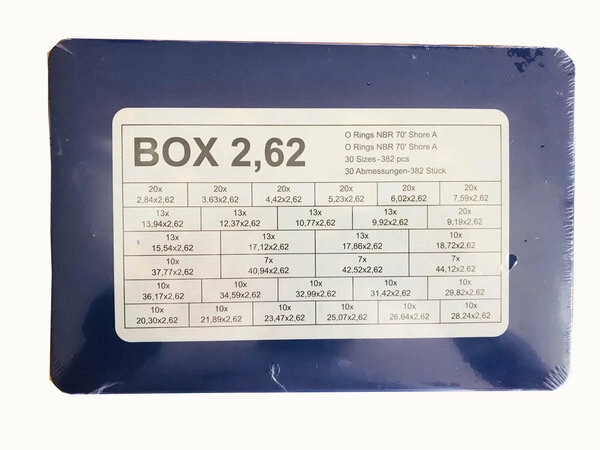 BOX 2,62
O Rings NBR 70' Shore A
O Rings NBR 70' Shore A
30 Sizes - 382 pcs
30 Abmessungen-382 Stück
20x 20x 20x 20x 20x 20x
2,84x2,62 3,63x2,62 4,42x2,62 5,23x2,62 6,02x2,62 7,59x2,62
13x 13x 13x 13x 20x
13,94x2,62 12,37x2,62 10,77x2,62 9,92x2,62 9,19x2,62
13x 13x 13x 10x
15,54x2,62 17,12x2,62 17,86x2,62 18,72x2,62
10x 7x 7x 7x
37,77x2,62 40,94x2,62 42,52x2,62 44,12x2,62
10x 10x 10x 10x 10x
36,17x2,62 34,59x2,62 32,99x2,62 31,42x2,62 29,82x2,62
10x 10x 10x 10x 10x 10x
20,30x2,62 21,89x2,62 23,47x2,62 25,07x2,62 26,64x2,62 28,24x2,62